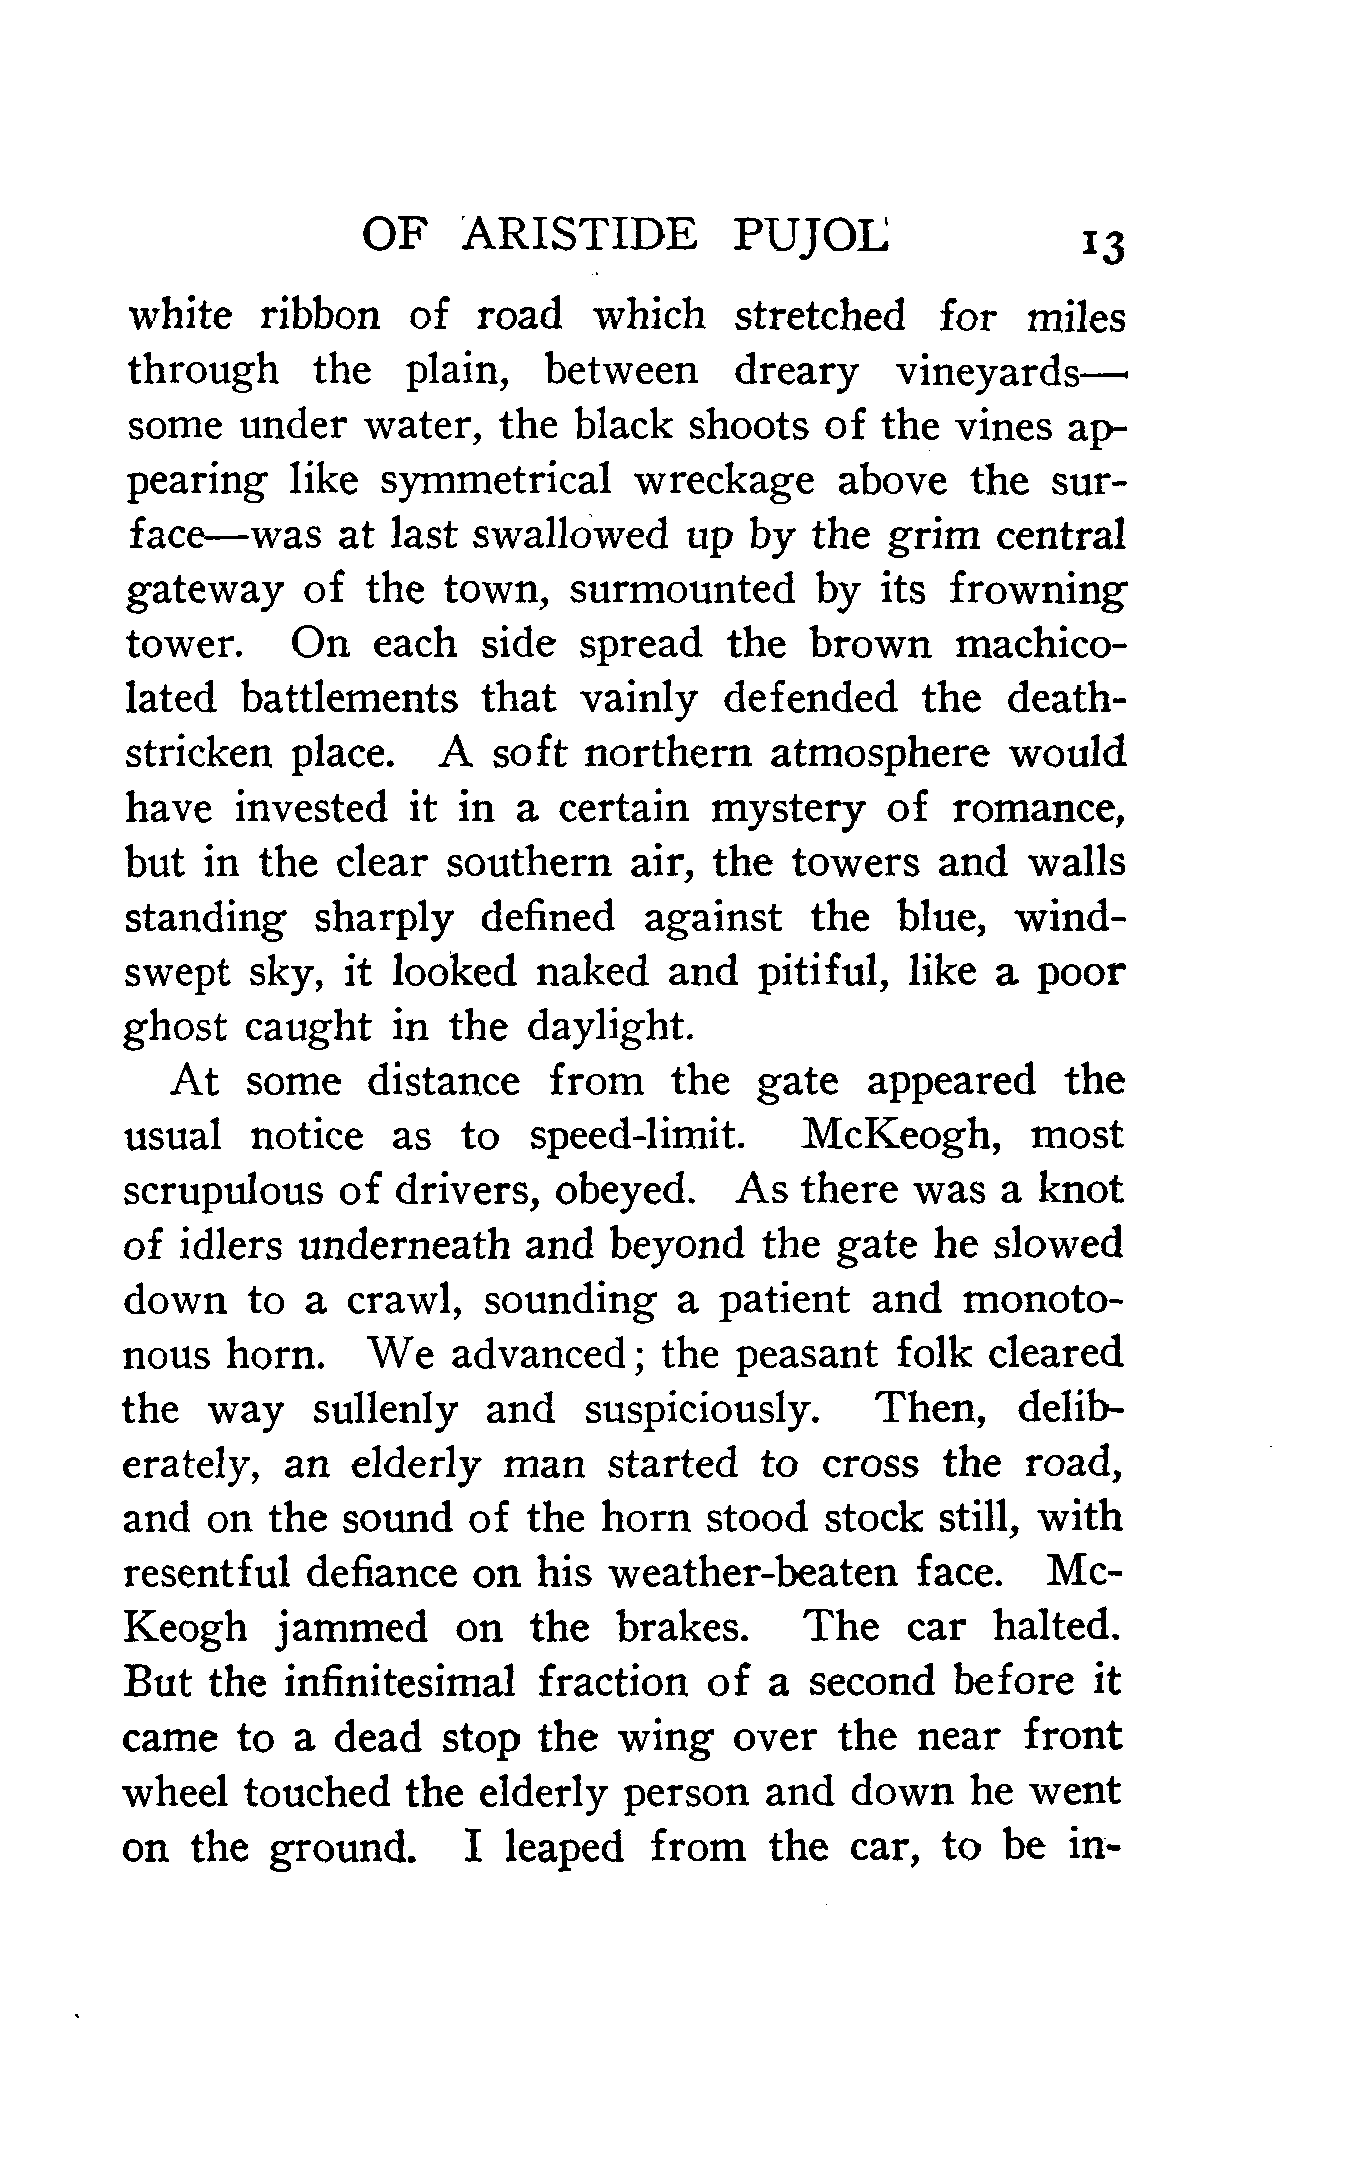 OF ARISTIDE PUJOL 13
white ribbon of road which stretched for miles
through the plain, between dreary vineyards—
some under water, the black shoots of the vines ap-
pearing like symmetrical wreckage above the sur-
face—was at last swallowed up by the grim central
gateway of the town, surmounted by its frowning
tower. On each side spread the brown machico-
lated battlements that vainly defended the death-
stricken place. A soft northern atmosphere would
have invested it in a certain mystery of romance,
but in the clear southern air, the towers and walls
standing sharply defined against the blue, wind-
swept sky, it looked naked and pitiful, like a poor
ghost caught in the daylight.
At some distance from the gate appeared the
usual notice as to speed-limit. McKeogh, most
scrupulous of drivers, obeyed. As there was a knot
of idlers underneath and beyond the gate he slowed
down to a crawl, sounding a patient and monoto-
nous horn. We advanced; the peasant folk cleared
the way sullenly and suspiciously. Then, delib-
erately, an elderly man started to cross the road,
and on the sound of the horn stood stock still, with
resentful defiance on his weather-beaten face. Mc-
Keogh jammed on the brakes. The car halted.
But the infinitesimal fraction of a second before it
came to a dead stop the wing over the near front
wheel touched the elderly person and down he went
on the ground. I leaped from the car, to be in-